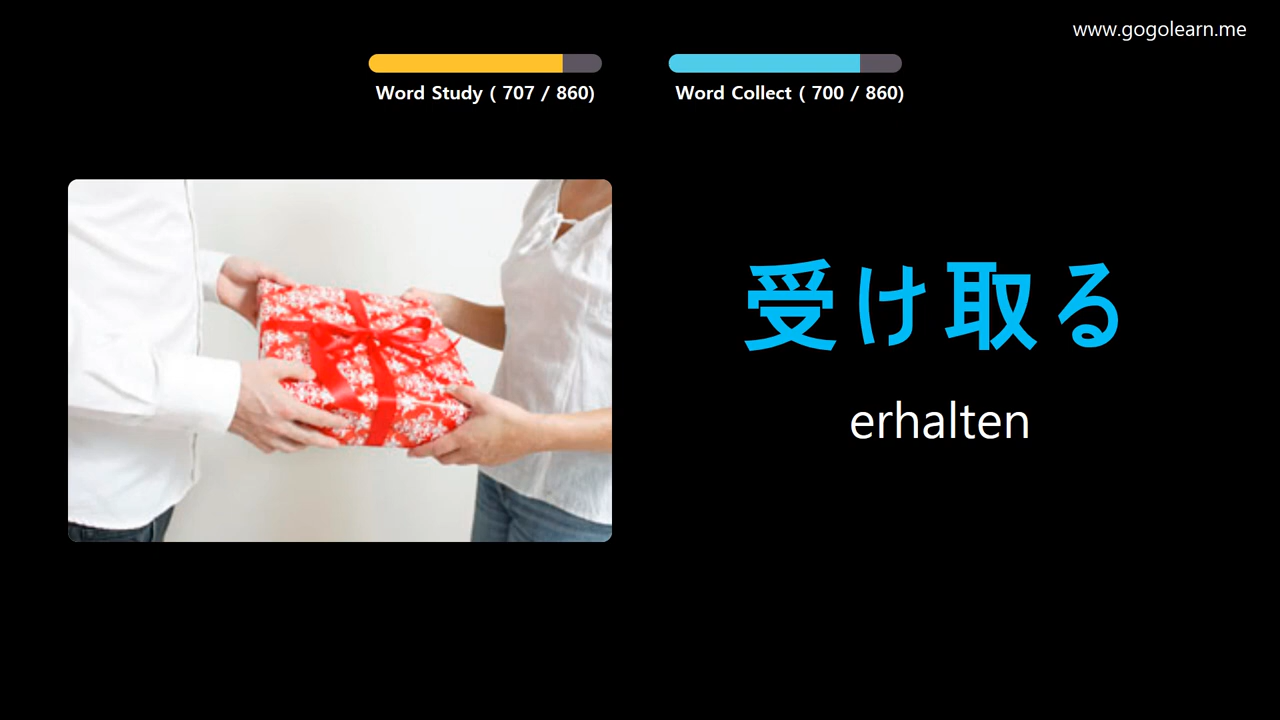 www.gogolearn.me
Word Study ( 707 / 860)
Word Collect ( 700 / 860)
受け取る
erhalten